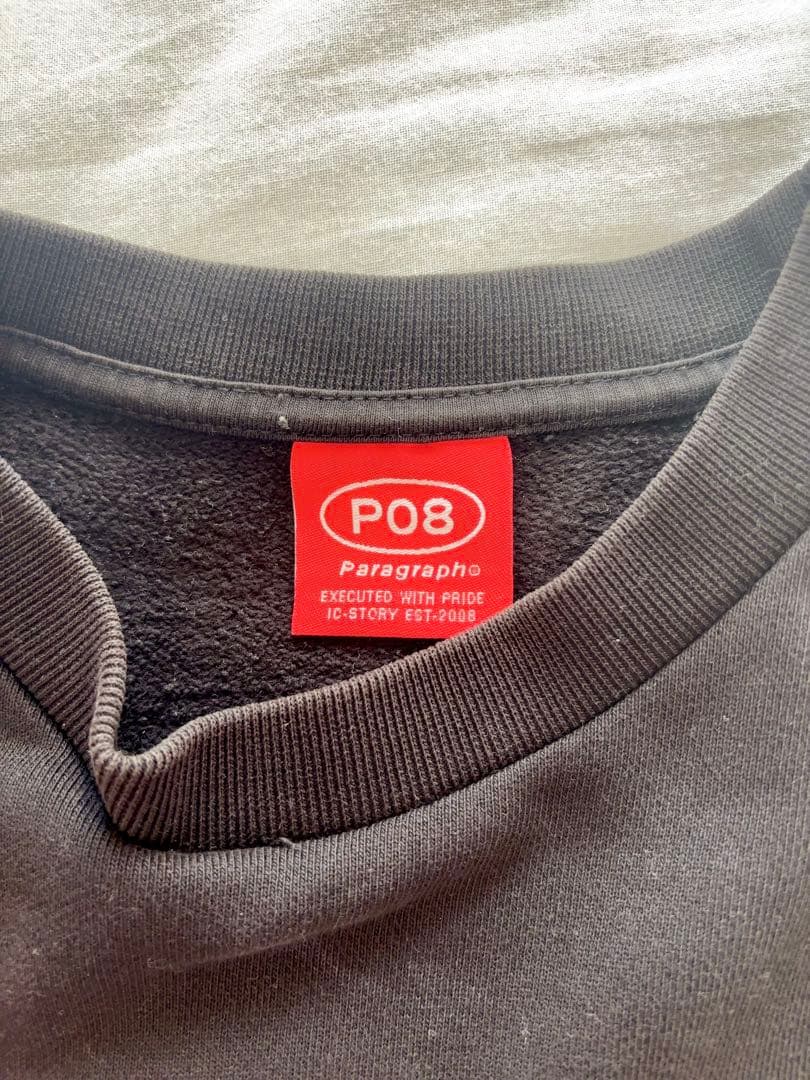 P08
Paragraph®
EXECUTED WITH PRIDE
IC-STORY EST-2008